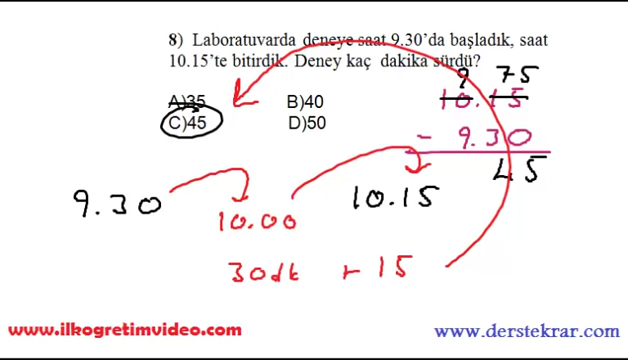 8) Laboratuvarda deneye saat 9.30'da başladık, saat
10.15'te bitirdik. Deney kaç dakika sürdü?
9 75
10.15
A)35 B)40
C)45 D)50
- 9.30
45
9.30 10.00 10.15
30dk + 15
www.ilkogretimvideo.com www.derstekrar.com